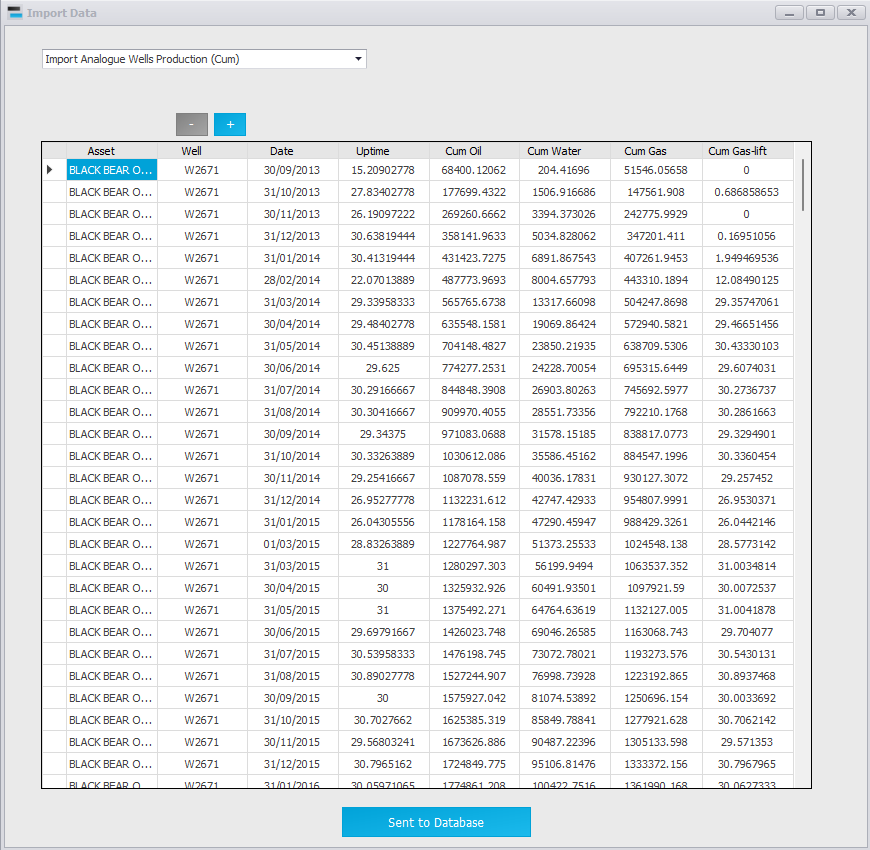 Import Data
Import Analogue Wells Production (Cum)
- +
Asset Well Date Uptime Cum Oil Cum Water Cum Gas Cum Gas-lift
BLACK BEAR O... W2671 30/09/2013 15.20902778 68400.12062 204.41696 51546.05658 0
BLACK BEAR O... W2671 31/10/2013 27.83402778 177699.4322 1506.916686 147561.908 0.686858653
BLACK BEAR O... W2671 30/11/2013 26.19097222 269260.6662 3394.373026 242775.9929 0
BLACK BEAR O... W2671 31/12/2013 30.63819444 358141.9633 5034.828062 347201.411 0.16951056
BLACK BEAR O... W2671 31/01/2014 30.41319444 431423.7275 6891.867543 407261.9453 1.949469536
BLACK BEAR O... W2671 28/02/2014 22.07013889 487773.9693 8004.657793 443310.1894 12.08490125
BLACK BEAR O... W2671 31/03/2014 29.33958333 565765.6738 13317.66098 504247.8698 29.35747061
BLACK BEAR O... W2671 30/04/2014 29.48402778 635548.1581 19069.86424 572940.5821 29.46651456
BLACK BEAR O... W2671 31/05/2014 30.45138889 704148.4827 23850.21935 638709.5306 30.43330103
BLACK BEAR O... W2671 30/06/2014 29.625 774277.2531 24228.70054 695315.6449 29.6074031
BLACK BEAR O... W2671 31/07/2014 30.29166667 844848.3908 26903.80263 745692.5977 30.2736737
BLACK BEAR O... W2671 31/08/2014 30.30416667 909970.4055 28551.73356 792210.1768 30.2861663
BLACK BEAR O... W2671 30/09/2014 29.34375 971083.0688 31578.15185 838817.0773 29.3294901
BLACK BEAR O... W2671 31/10/2014 30.33263889 1030612.086 35586.45162 884547.1996 30.3360454
BLACK BEAR O... W2671 30/11/2014 29.25416667 1087078.559 40036.17831 930127.3072 29.257452
BLACK BEAR O... W2671 31/12/2014 26.95277778 1132231.612 42747.42933 954807.9991 26.9530371
BLACK BEAR O... W2671 31/01/2015 26.04305556 1178164.158 47290.45947 988429.3261 26.0442146
BLACK BEAR O... W2671 01/03/2015 28.83263889 1227764.987 51373.25533 1024548.138 28.5773142
BLACK BEAR O... W2671 31/03/2015 31 1280297.303 56199.9494 1063537.352 31.0034814
BLACK BEAR O... W2671 30/04/2015 30 1325932.926 60491.93501 1097921.59 30.0072537
BLACK BEAR O... W2671 31/05/2015 31 1375492.271 64764.63619 1132127.005 31.0041878
BLACK BEAR O... W2671 30/06/2015 29.69791667 1426023.748 69046.26585 1163068.743 29.704077
BLACK BEAR O... W2671 31/07/2015 30.53958333 1476198.745 73072.78021 1193273.576 30.5430131
BLACK BEAR O... W2671 31/08/2015 30.89027778 1527244.907 76998.73928 1223192.865 30.8937468
BLACK BEAR O... W2671 30/09/2015 30 1575927.042 81074.53892 1250696.154 30.0033692
BLACK BEAR O... W2671 31/10/2015 30.7027662 1625385.319 85849.78841 1277921.628 30.7062142
BLACK BEAR O... W2671 30/11/2015 29.56803241 1673626.886 90487.22396 1305133.598 29.571353
BLACK BEAR O... W2671 31/12/2015 30.7965162 1724849.775 95106.81476 1333372.156 30.7967965
BLACK BEAR O... W2671 31/01/2016 30.05971065 1774861.208 100422.7516 1361990.168 30.0627333
Sent to Database